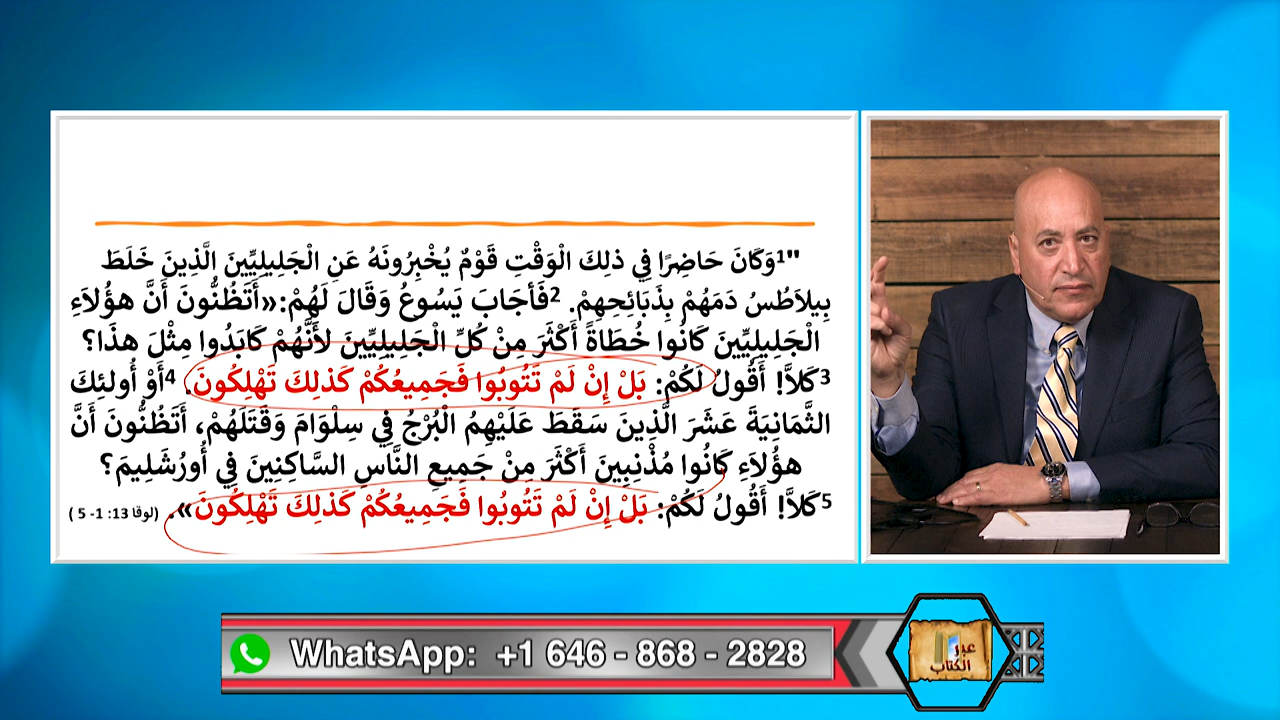 "1وَكَانَ حَاضِرًا فِي ذلِكَ الْوَقْتِ قَوْمٌ يُخْبِرُونَهُ عَنِ الْجَلِيلِيِّينَ الَّذِينَ خَلَطَ
بِيلاَطُسُ دَمَهُمْ بِذَبَائِحِهِمْ. 2فَأجَابَ يَسُوعُ وَقَالَ لَهُمْ:«أَتَظُنُّونَ أَنَّ هؤُلاَءِ
الْجَلِيلِيِّينَ كَانُوا خُطَاةً أَكْثَرَ مِنْ كُلِّ الْجَلِيلِيِّينَ لأَنَّهُمْ كَابَدُوا مِثْلَ هذَا؟
3كَلاَّ! أَقُولُ لَكُمْ: بَلْ إِنْ لَمْ تَتُوبُوا فَجَمِيعُكُمْ كَذلِكَ تَهْلِكُونَ. 4أَوْ أُولئِكَ
الثَّمَانِيَةَ عَشَرَ الَّذِينَ سَقَطَ عَلَيْهِمُ الْبُرْجُ فِي سِلْوَامَ وَقَتَلَهُمْ، أَتَظُنُّونَ أَنَّ
هؤُلاَءِ كَانُوا مُذْنِبِينَ أَكْثَرَ مِنْ جَمِيعِ النَّاسِ السَّاكِنِينَ فِي أُورُشَلِيمَ؟
5كَلاَّ! أَقُولُ لَكُمْ: بَلْ إِنْ لَمْ تَتُوبُوا فَجَمِيعُكُمْ كَذلِكَ تَهْلِكُونَ». (لوقا 13: 1- 5 )
WhatsApp: +1 646 - 868 - 2828
عبر
الكتاب